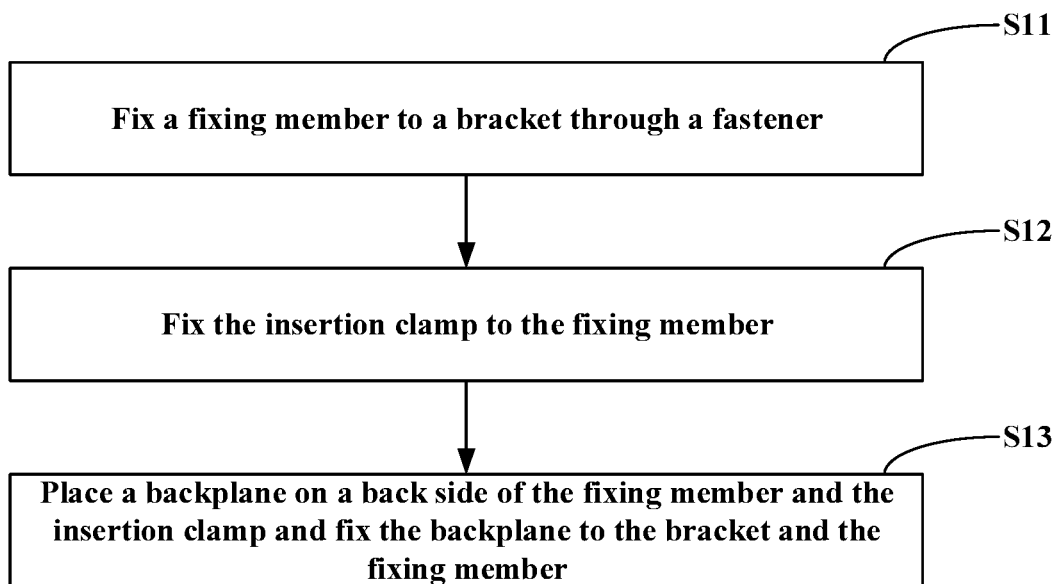 S11
Fix a fixing member to a bracket through a fastener
S12
Fix the insertion clamp to the fixing member
S13
Place a backplane on a back side of the fixing member and the
insertion clamp and fix the backplane to the bracket and the
fixing member